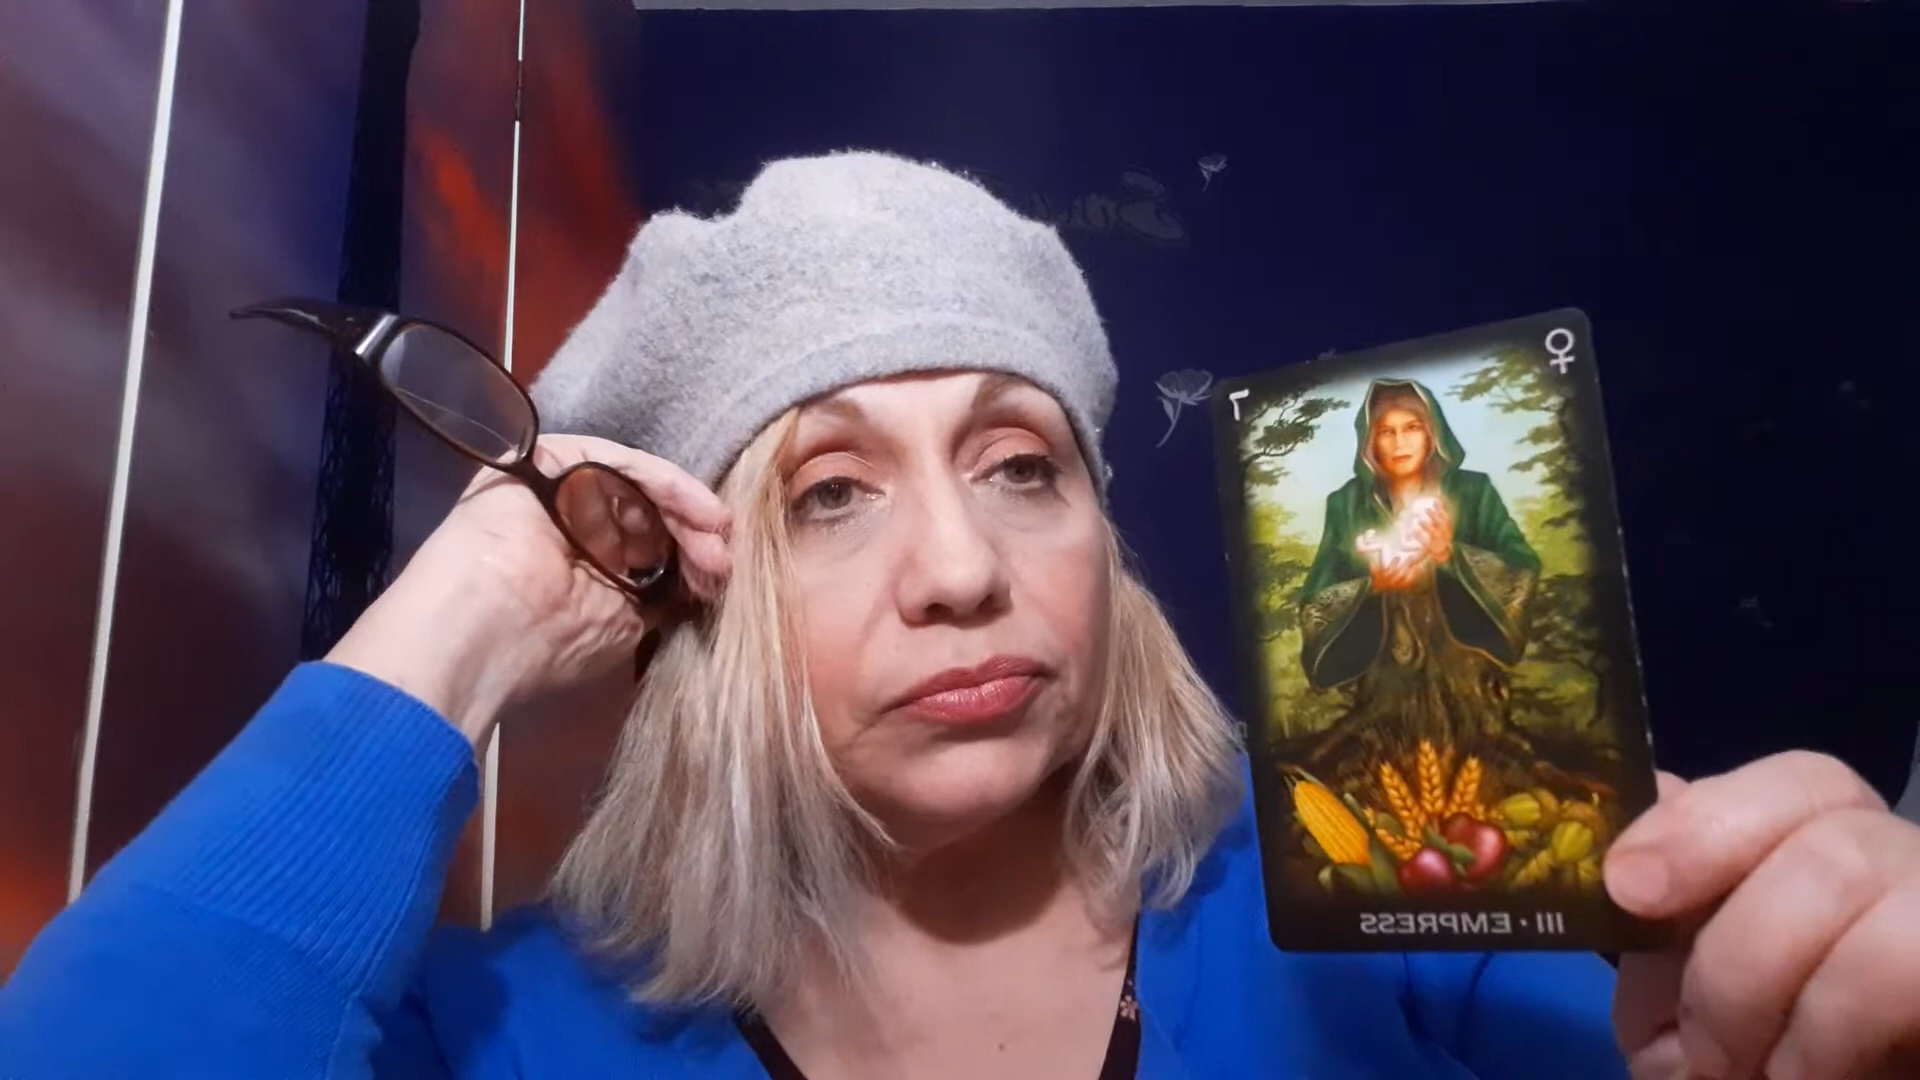 ♀ ד
III · EMPRESS